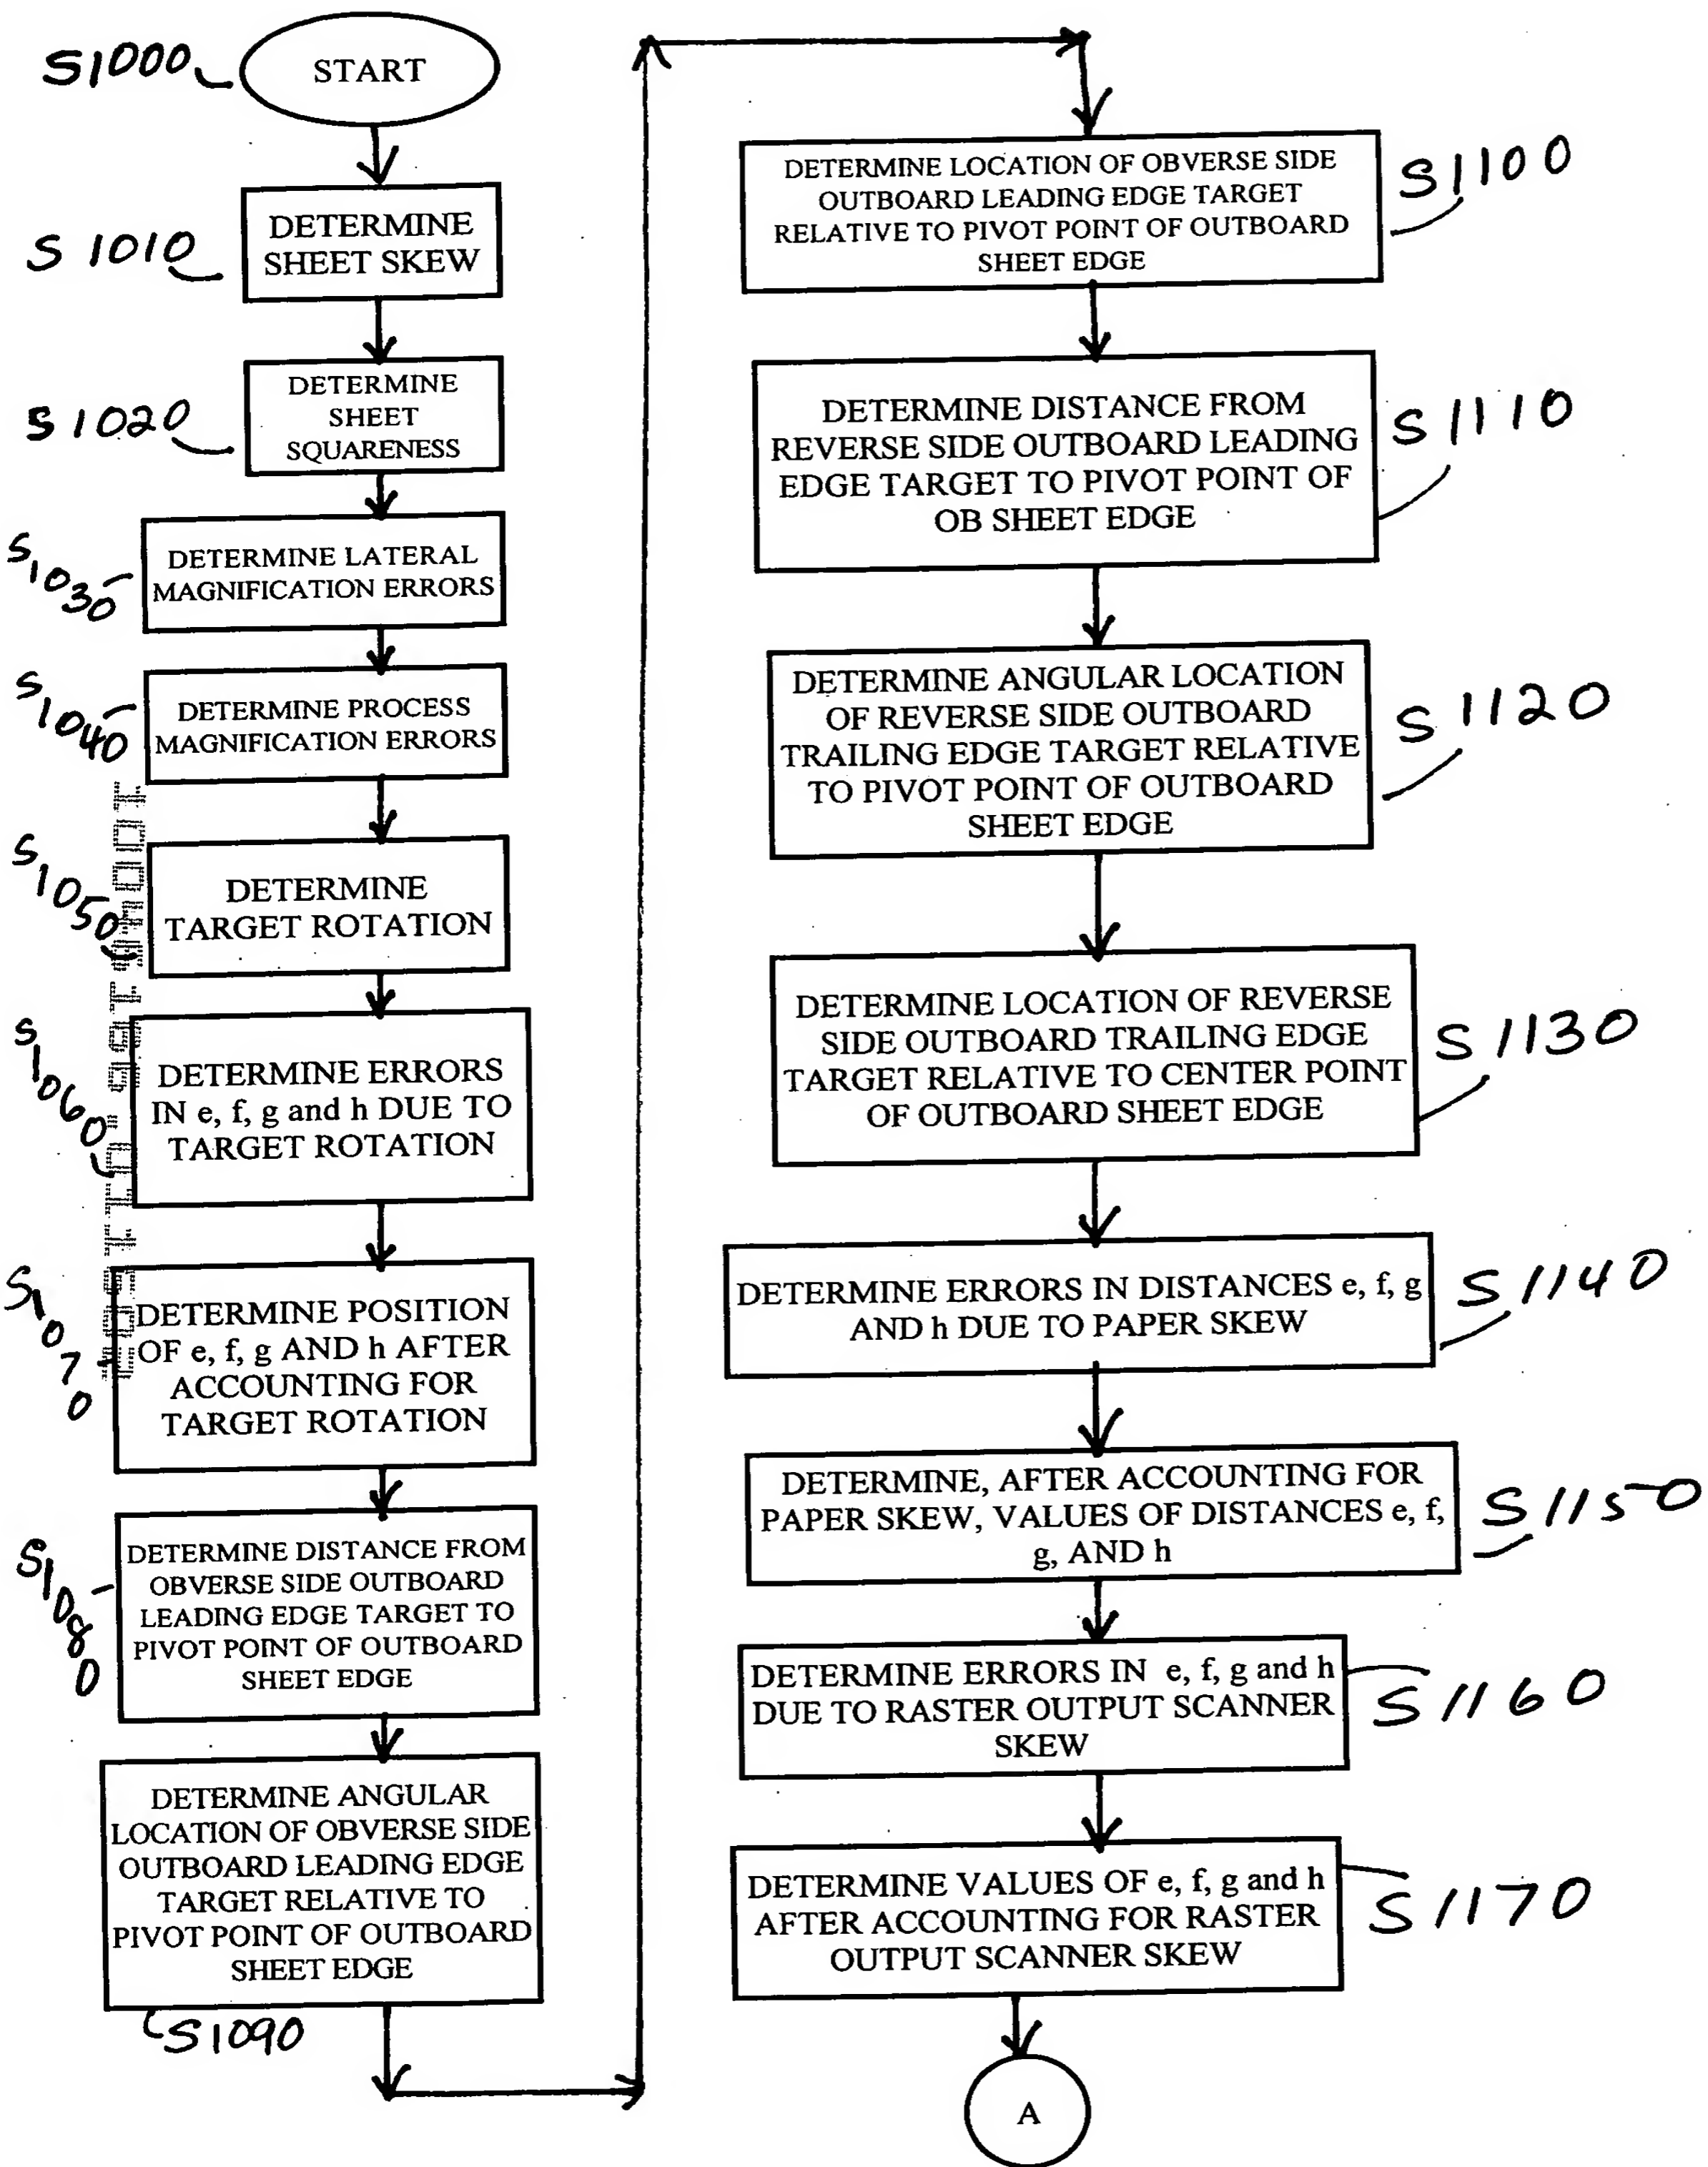 S1000
START
S1010
DETERMINE
SHEET SKEW
S1020
DETERMINE
SHEET
SQUARENESS
S1030
DETERMINE LATERAL
MAGNIFICATION ERRORS
S1040
DETERMINE PROCESS
MAGNIFICATION ERRORS
S1050
DETERMINE
TARGET ROTATION
S1060
DETERMINE ERRORS
IN e, f, g and h DUE TO
TARGET ROTATION
S1070
DETERMINE POSITION
OF e, f, g AND h AFTER
ACCOUNTING FOR
TARGET ROTATION
S1080
DETERMINE DISTANCE FROM
OBVERSE SIDE OUTBOARD
LEADING EDGE TARGET TO
PIVOT POINT OF OUTBOARD
SHEET EDGE
DETERMINE ANGULAR
LOCATION OF OBVERSE SIDE
OUTBOARD LEADING EDGE
TARGET RELATIVE TO
PIVOT POINT OF OUTBOARD
SHEET EDGE
S1090
DETERMINE LOCATION OF OBVERSE SIDE
OUTBOARD LEADING EDGE TARGET
RELATIVE TO PIVOT POINT OF OUTBOARD
SHEET EDGE
S1100
DETERMINE DISTANCE FROM
REVERSE SIDE OUTBOARD LEADING
EDGE TARGET TO PIVOT POINT OF
OB SHEET EDGE
S1110
DETERMINE ANGULAR LOCATION
OF REVERSE SIDE OUTBOARD
TRAILING EDGE TARGET RELATIVE
TO PIVOT POINT OF OUTBOARD
SHEET EDGE
S1120
DETERMINE LOCATION OF REVERSE
SIDE OUTBOARD TRAILING EDGE
TARGET RELATIVE TO CENTER POINT
OF OUTBOARD SHEET EDGE
S1130
DETERMINE ERRORS IN DISTANCES e, f, g
AND h DUE TO PAPER SKEW
S1140
DETERMINE, AFTER ACCOUNTING FOR
PAPER SKEW, VALUES OF DISTANCES e, f,
g, AND h
S1150
DETERMINE ERRORS IN e, f, g and h
DUE TO RASTER OUTPUT SCANNER
SKEW
S1160
DETERMINE VALUES OF e, f, g and h
AFTER ACCOUNTING FOR RASTER
OUTPUT SCANNER SKEW
S1170
A